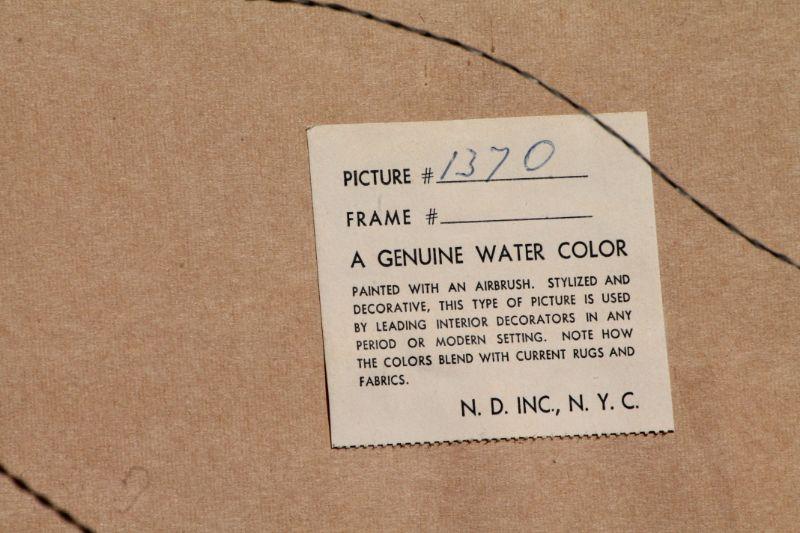 PICTURE # 1370
FRAME #
A GENUINE WATER COLOR
PAINTED WITH AN AIRBRUSH. STYLIZED AND
DECORATIVE, THIS TYPE OF PICTURE IS USED
BY LEADING INTERIOR DECORATORS IN ANY
PERIOD OR MODERN SETTING. NOTE HOW
THE COLORS BLEND WITH CURRENT RUGS AND
FABRICS.
N. D. INC., N. Y. C.